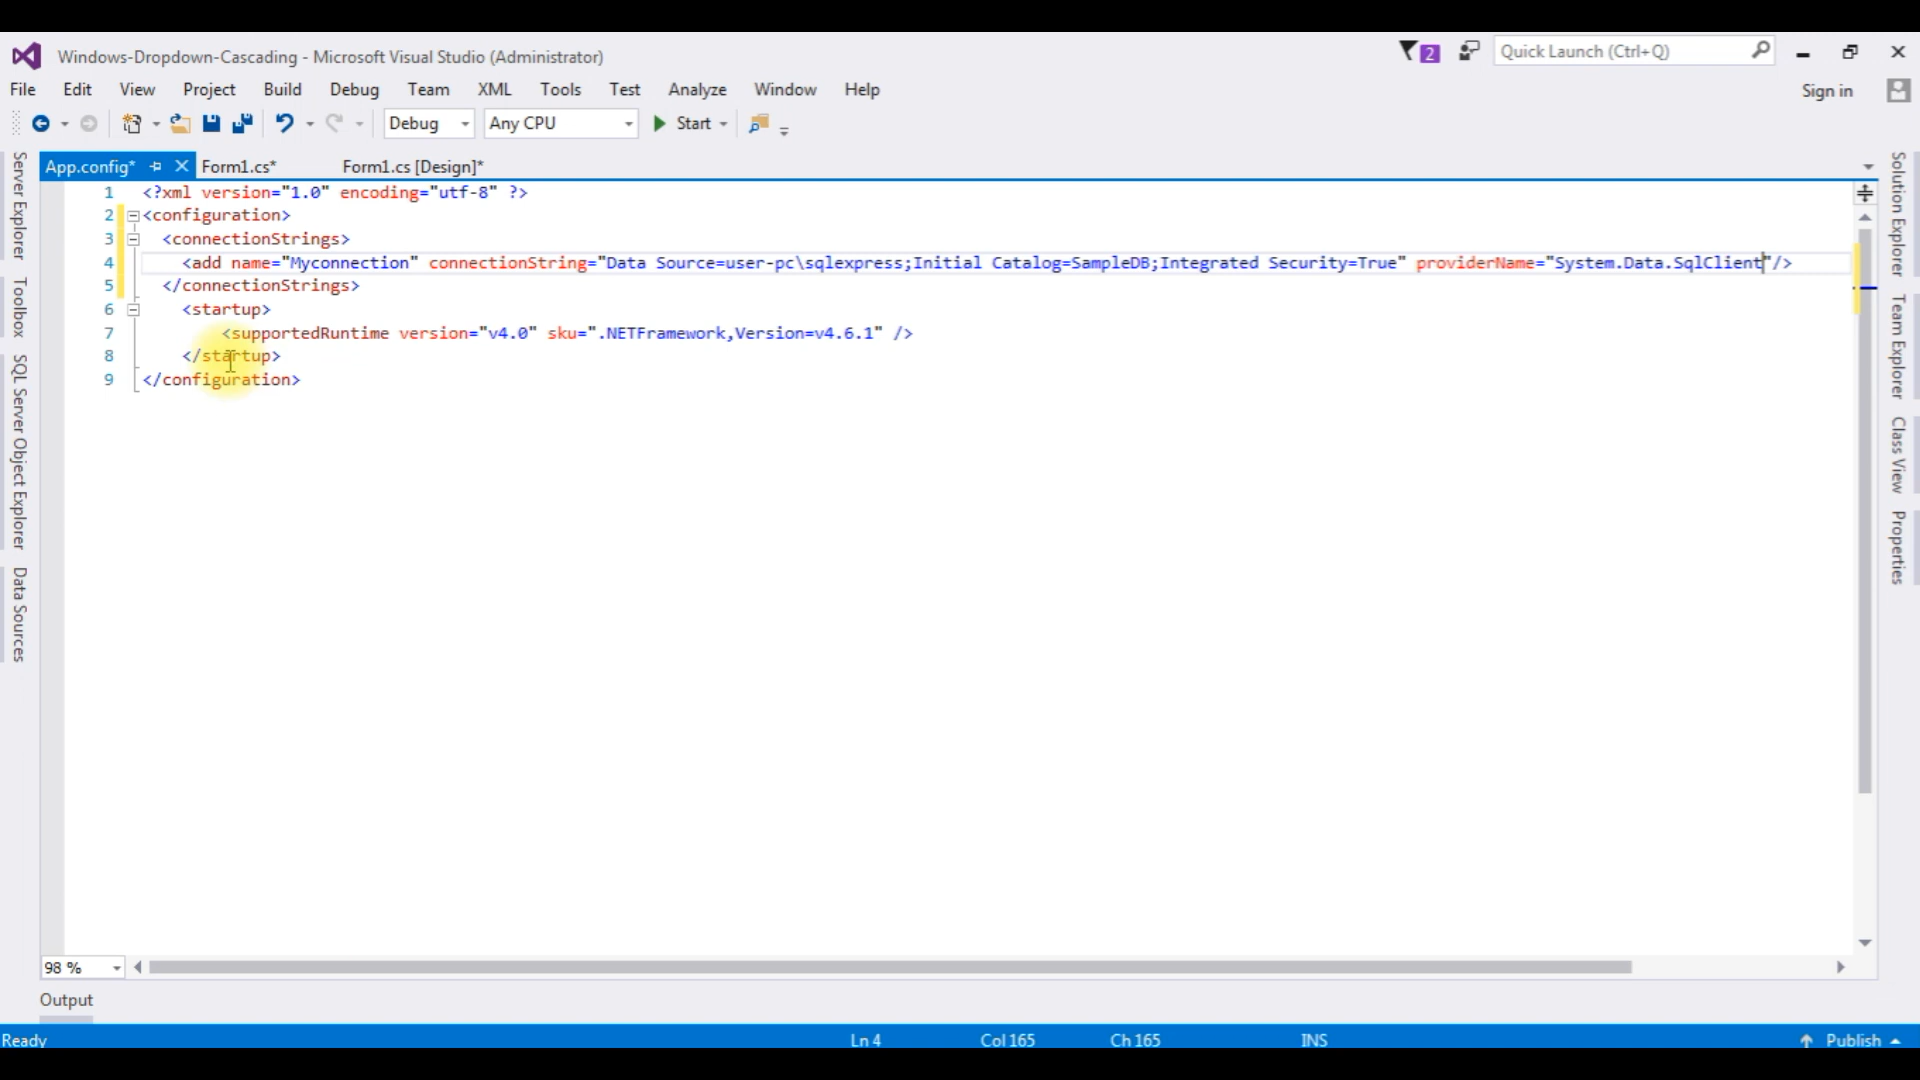 Windows-Dropdown-Cascading - Microsoft Visual Studio (Administrator)
2
Quick Launch (Ctrl+Q)
File Edit View Project Build Debug Team XML Tools Test Analyze Window Help
Sign in
Debug Any CPU Start
App.config* Form1.cs* Form1.cs [Design]*
1 <?xml version="1.0" encoding="utf-8" ?>
2 <configuration>
3 <connectionStrings>
4 <add name="Myconnection" connectionString="Data Source=user-pc\sqlexpress;Initial Catalog=SampleDB;Integrated Security=True" providerName="System.Data.SqlClient"/>
5 </connectionStrings>
6 <startup>
7 <supportedRuntime version="v4.0" sku=".NETFramework,Version=v4.6.1" />
8 </startup>
9 </configuration>
Server Explorer
Toolbox
SQL Server Object Explorer
Data Sources
Solution Explorer
Team Explorer
Class View
Properties
98 %
Output
Ready Ln 4 Col 165 Ch 165 INS Publish